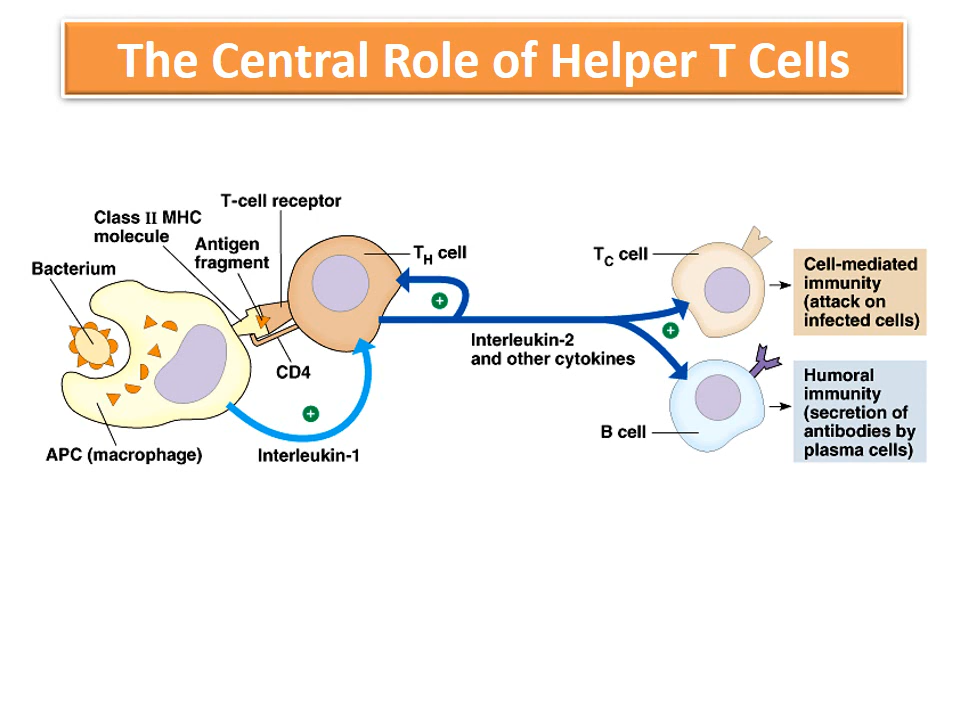 The Central Role of Helper T Cells
T-cell receptor
Class II MHC
molecule
Antigen
fragment
Bacterium
TH cell
CD4
APC (macrophage)
Interleukin-1
+
+
Interleukin-2
and other cytokines
+
TC cell
B cell
Cell-mediated
immunity
(attack on
infected cells)
Humoral
immunity
(secretion of
antibodies by
plasma cells)